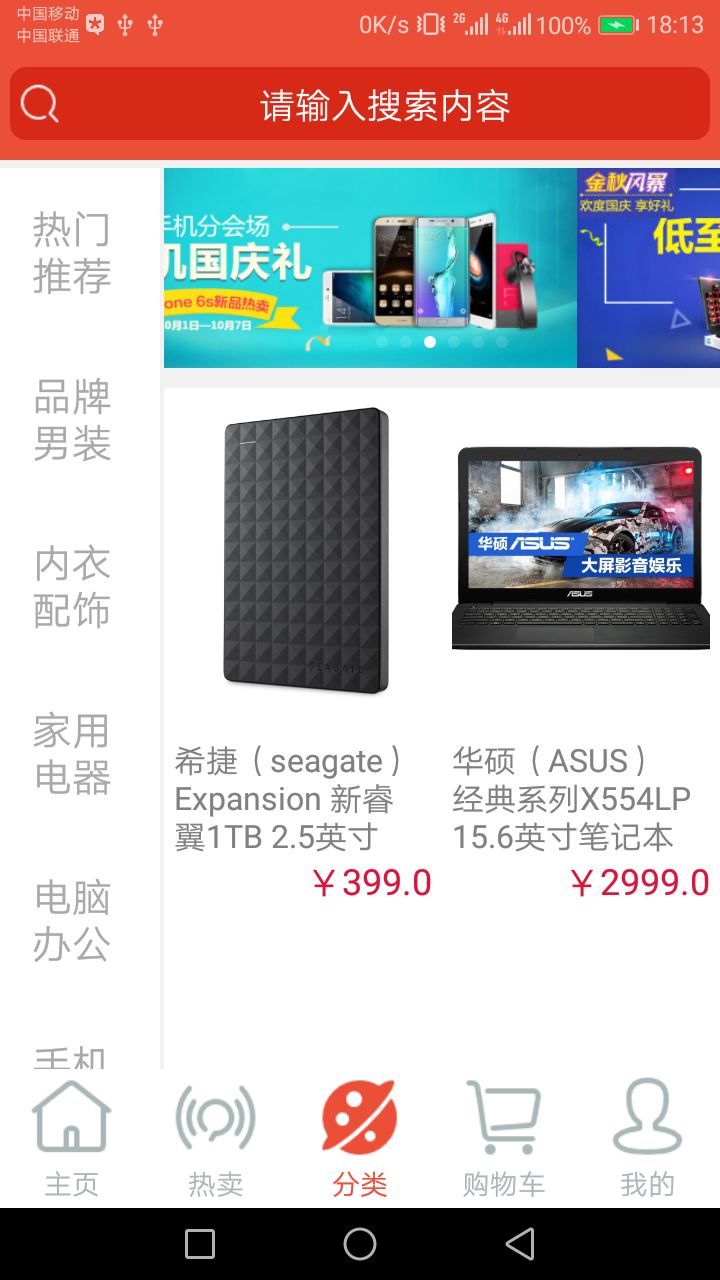 中国移动
中国联通
0K/s
2G
4G
100%
18:13
请输入搜索内容
热门
推荐
品牌
男装
内衣
配饰
家用
电器
电脑
办公
手机
手机分会场
机国庆礼
one 6s新品热卖
0月1日—10月7日
金秋风暴
欢度国庆 享好礼
低至
SEAGATE
华硕 ASUS
大屏影音娱乐
ASUS
希捷（seagate）
Expansion 新睿
翼1TB 2.5英寸
￥399.0
华硕（ASUS）
经典系列X554LP
15.6英寸笔记本
￥2999.0
主页
热卖
分类
购物车
我的